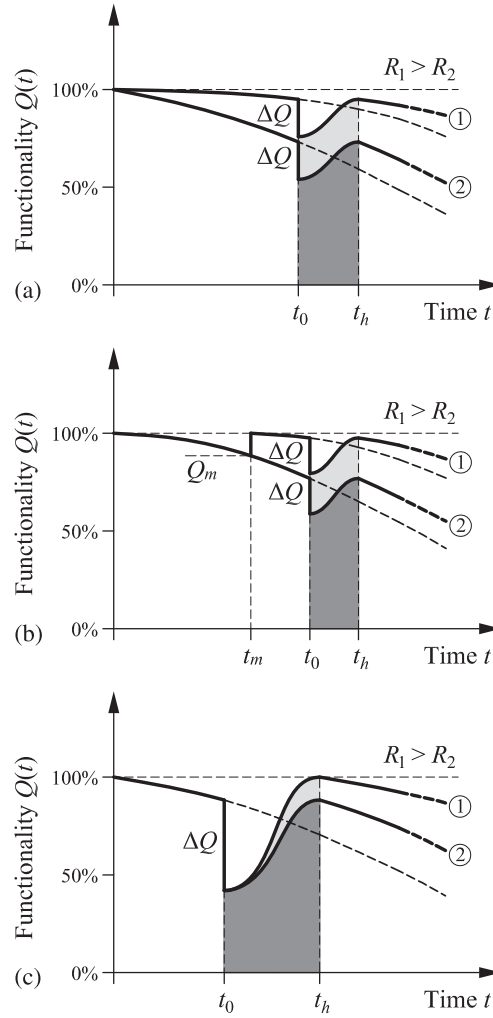 Functionality Q(t)
R1 > R2
100%
ΔQ
①
ΔQ
50%
②
0%
(a)
t0
th
Time t
Functionality Q(t)
R1 > R2
100%
ΔQ
①
Qm
ΔQ
②
50%
0%
(b)
tm
t0
th
Time t
Functionality Q(t)
R1 > R2
100%
①
ΔQ
②
50%
0%
(c)
t0
th
Time t